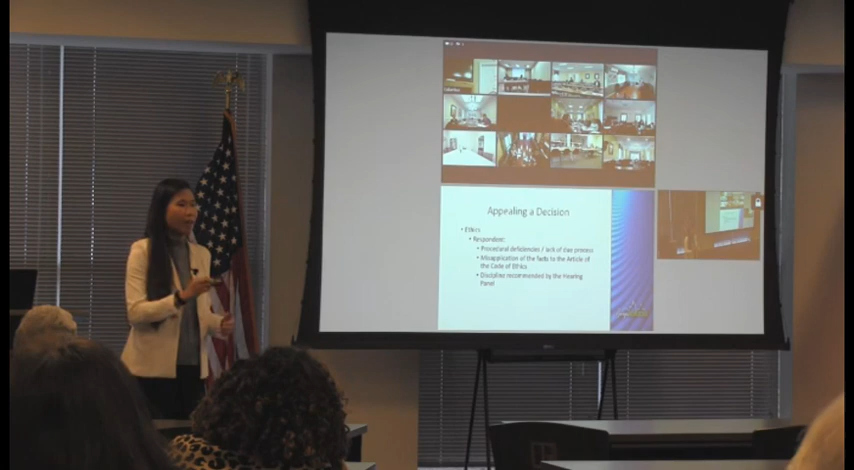 Appealing a Decision
• Ethics
• Respondent:
• Procedural deficiencies / lack of due process
• Misapplication of the facts to the Article of
the Code of Ethics
• Discipline recommended by the Hearing
Panel